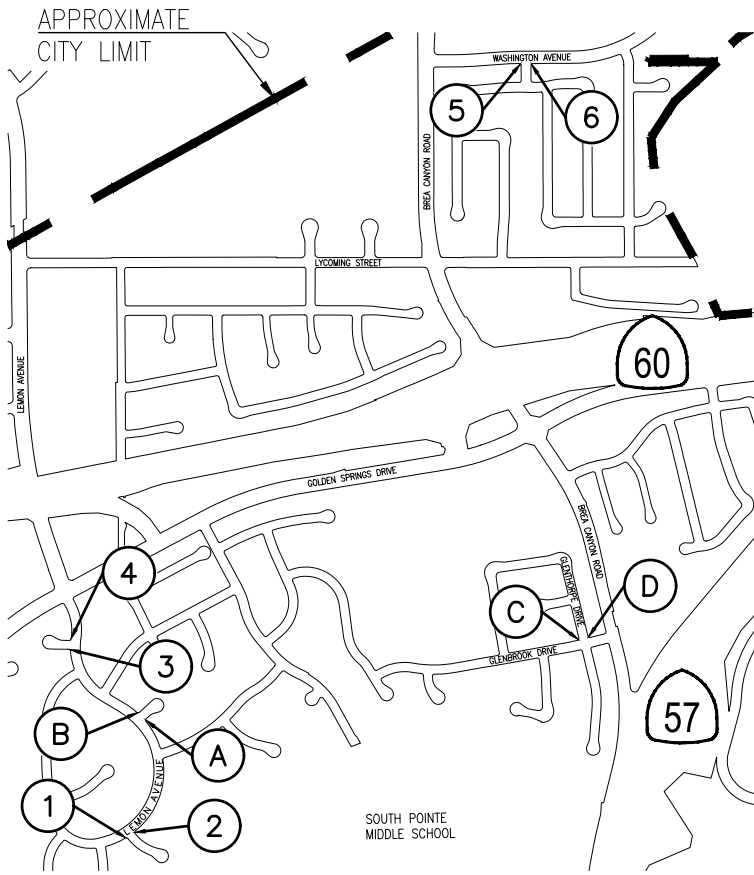 APPROXIMATE
CITY LIMIT
WASHINGTON AVENUE
5
6
BREA CANYON ROAD
LYCOMING STREET
60
LEMON AVENUE
GOLDEN SPRINGS DRIVE
BREA CANYON ROAD
GLENTHORPE DRIVE
4
C
D
3
GLENBROOK DRIVE
57
B
A
LEMON AVENUE
1
2
SOUTH POINTE
MIDDLE SCHOOL